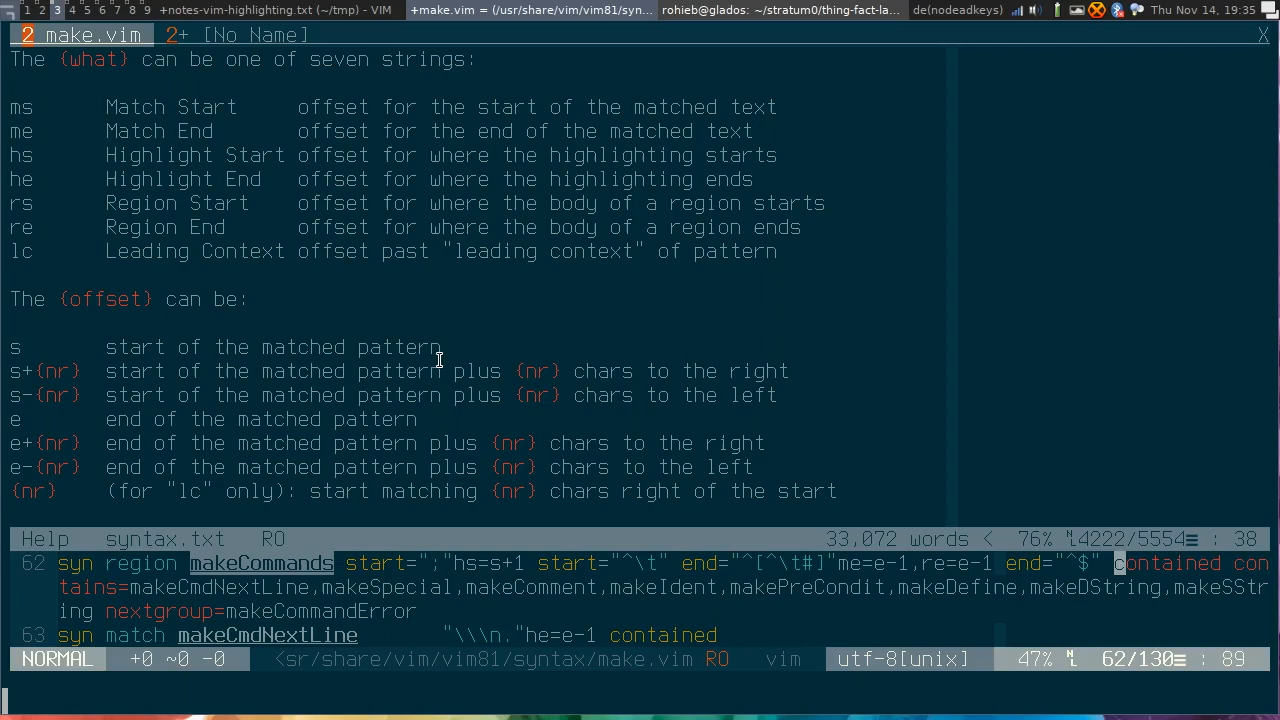 1 2 3 4 5 6 7 8 9 +notes-vim-highlighting.txt (~/tmp) - VIM +make.vim = (/usr/share/vim/vim81/syn... rohieb@glados: ~/stratum0/thing-fact-la... de(nodeadkeys) Thu Nov 14, 19:35
2 make.vim 2+ [No Name] X
The {what} can be one of seven strings:
ms Match Start offset for the start of the matched text
me Match End offset for the end of the matched text
hs Highlight Start offset for where the highlighting starts
he Highlight End offset for where the highlighting ends
rs Region Start offset for where the body of a region starts
re Region End offset for where the body of a region ends
lc Leading Context offset past "leading context" of pattern
The {offset} can be:
s start of the matched pattern
s+{nr} start of the matched pattern plus {nr} chars to the right
s-{nr} start of the matched pattern plus {nr} chars to the left
e end of the matched pattern
e+{nr} end of the matched pattern plus {nr} chars to the right
e-{nr} end of the matched pattern plus {nr} chars to the left
{nr} (for "lc" only): start matching {nr} chars right of the start
Help syntax.txt RO 33,072 words < 76% ␤4222/5554≡ : 38
62 syn region makeCommands start=";"hs=s+1 start="^\t" end="^[^\t#]"me=e-1,re=e-1 end="^$" contained con
tains=makeCmdNextLine,makeSpecial,makeComment,makeIdent,makePreCondit,makeDefine,makeDString,makeSStr
ing nextgroup=makeCommandError
63 syn match makeCmdNextLine "\\\n."he=e-1 contained
NORMAL +0 ~0 -0 <sr/share/vim/vim81/syntax/make.vim RO vim utf-8[unix] 47% ␤ 62/130≡ : 89